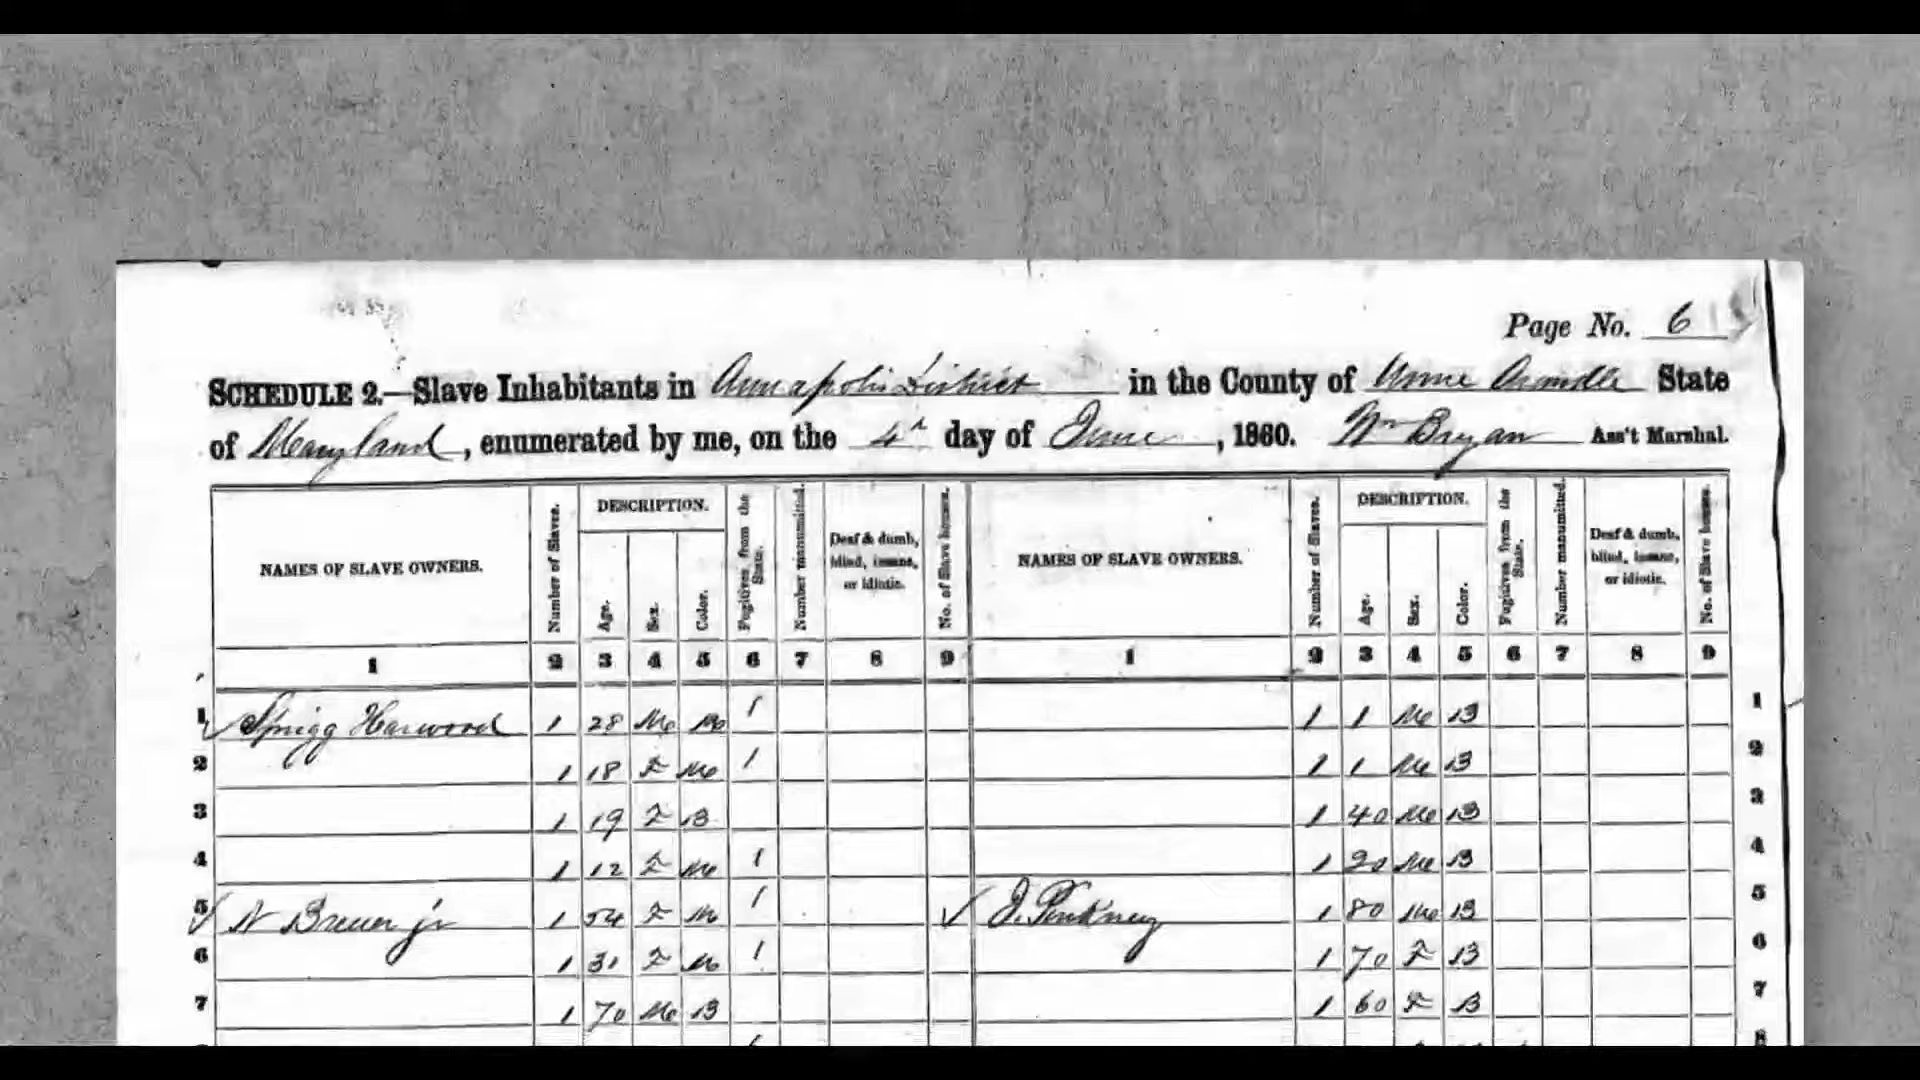 Page No. 6
SCHEDULE 2.—Slave Inhabitants in Annapolis District in the County of Anne Arundle State
of Maryland, enumerated by me, on the 4th day of June, 1860. Wm Bryan Ass't Marshal.
NAMES OF SLAVE OWNERS. Number of Slaves. DESCRIPTION. Age. Sex. Color. Fugitives from the State. Number manumitted. Deaf & dumb, blind, insane, or idiotic. No. of Slave houses. NAMES OF SLAVE OWNERS. Number of Slaves. DESCRIPTION. Age. Sex. Color. Fugitives from the State. Number manumitted. Deaf & dumb, blind, insane, or idiotic. No. of Slave houses.
1 2 3 4 5 6 7 8 9 1 2 3 4 5 6 7 8 9
1 Sprigg Harwood 1 28 M 1 1 1 M B 1
2 1 18 F M 1 1 1 M B 2
3 1 19 F B 1 40 M B 3
4 1 12 F M 1 1 M B 4
5 N Brewer jr 1 54 F M 1 J. Pinkney 1 80 M B 5
6 1 31 F M 1 1 70 F B 6
7 1 70 M B 1 60 F B 7
8